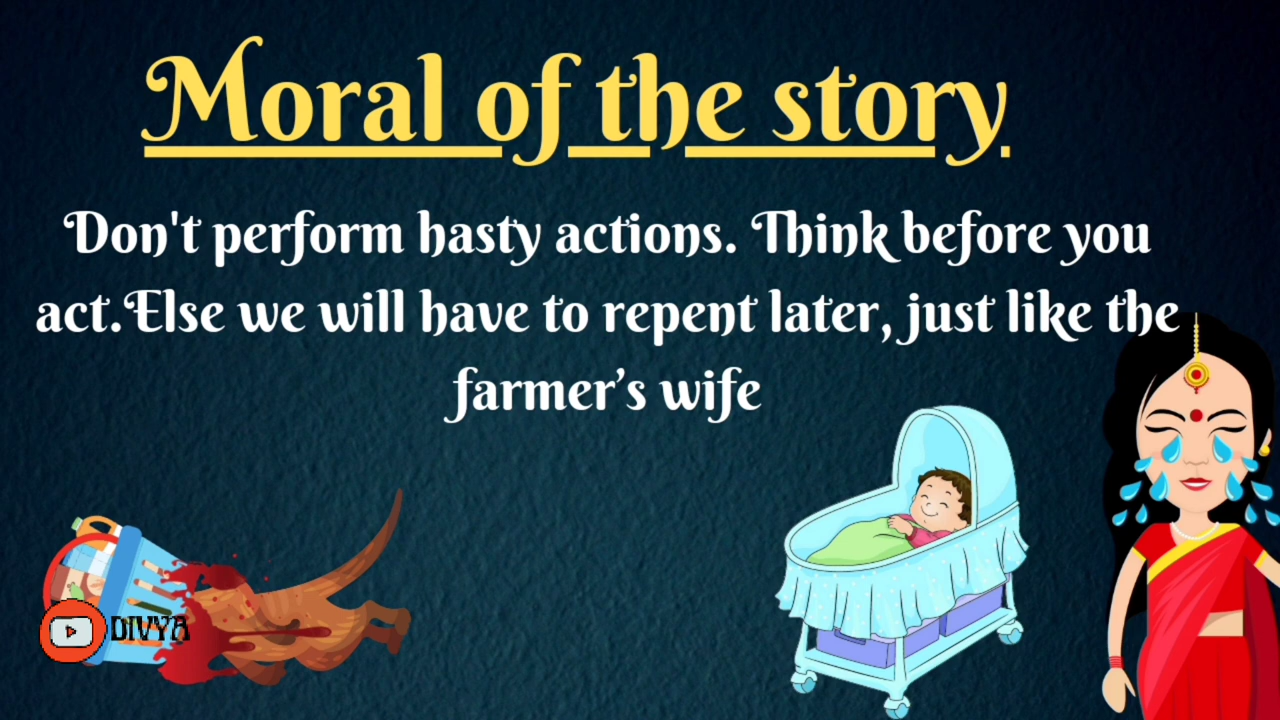 Moral of the story
Don't perform hasty actions. Think before you
act.Else we will have to repent later, just like the
farmer’s wife
DIVYA